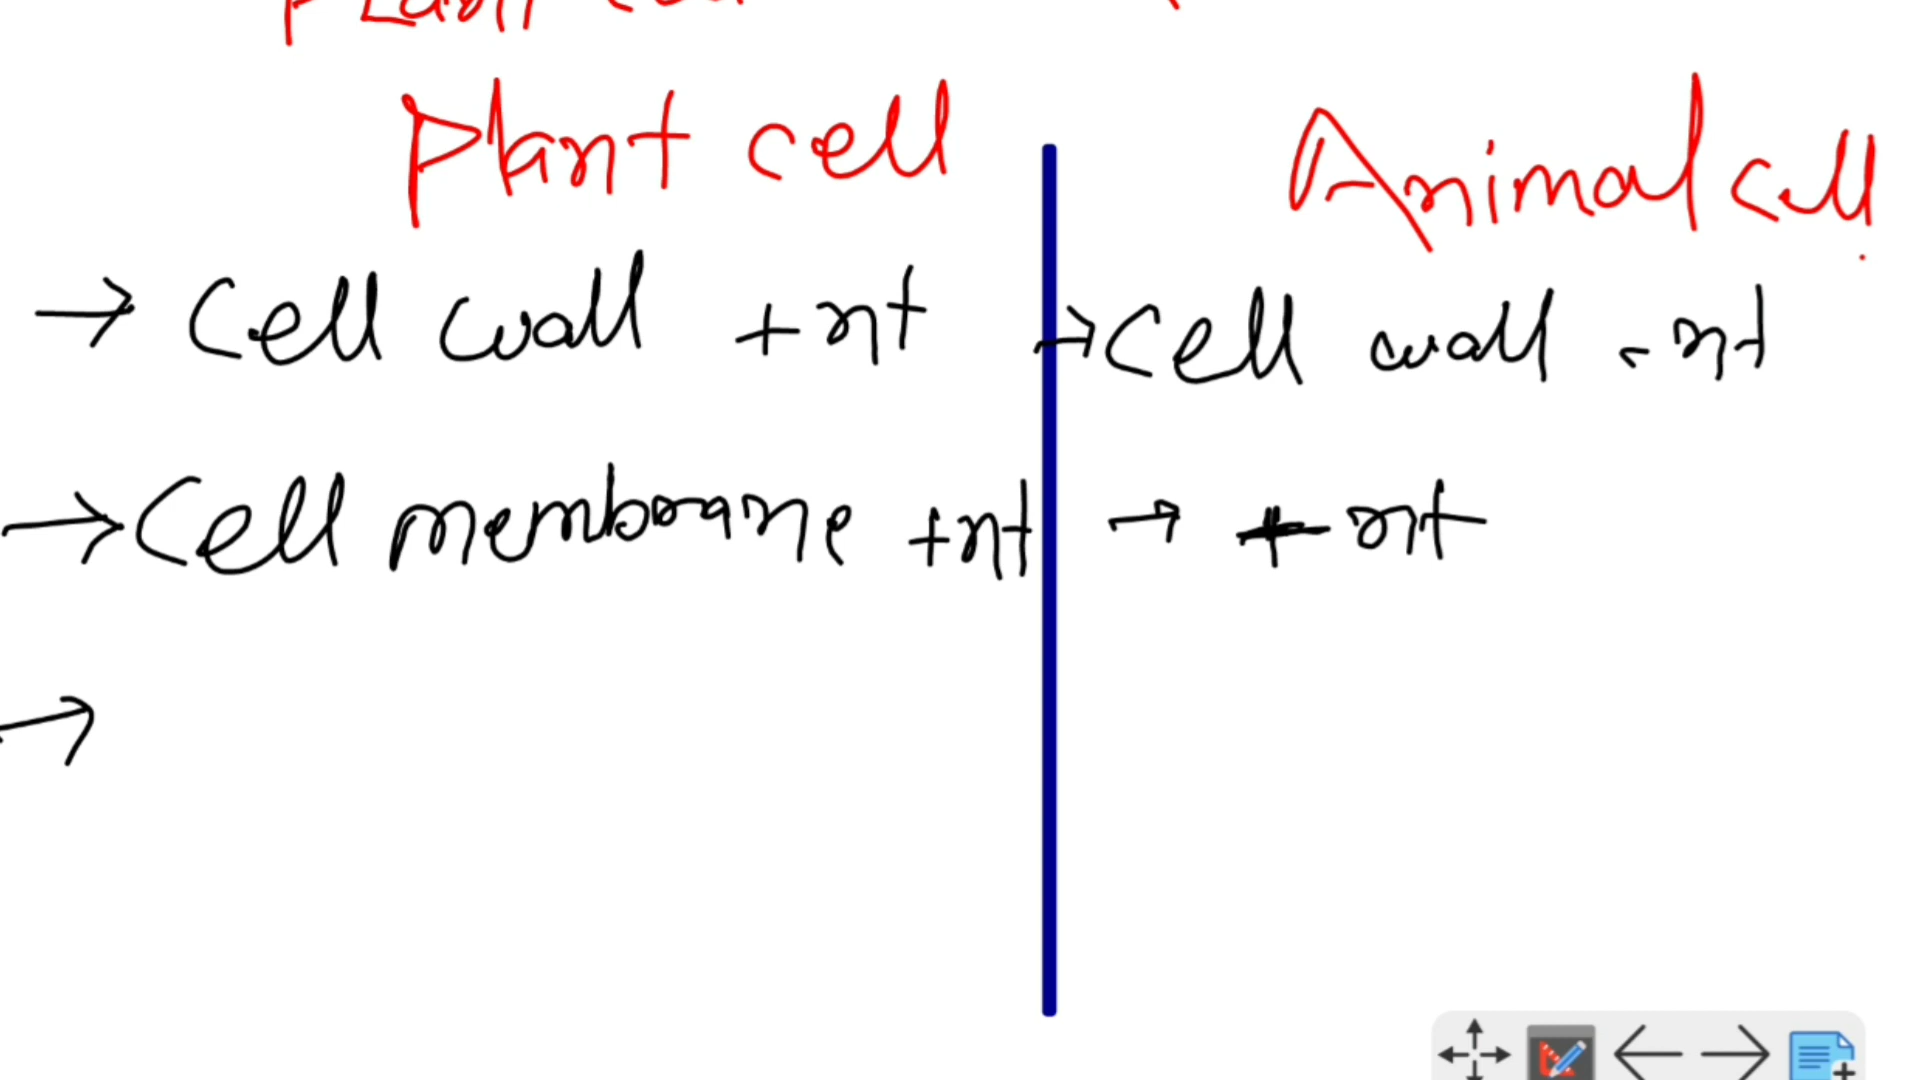 Plant cell
Animal cell
→ Cell wall +nt
→ Cell wall -nt
→ Cell membrane +nt
→ +nt
→